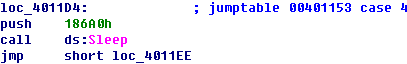 loc_4011D4: ; jumptable 00401153 case 4
push 186A0h
call ds:Sleep
jmp short loc_4011EE